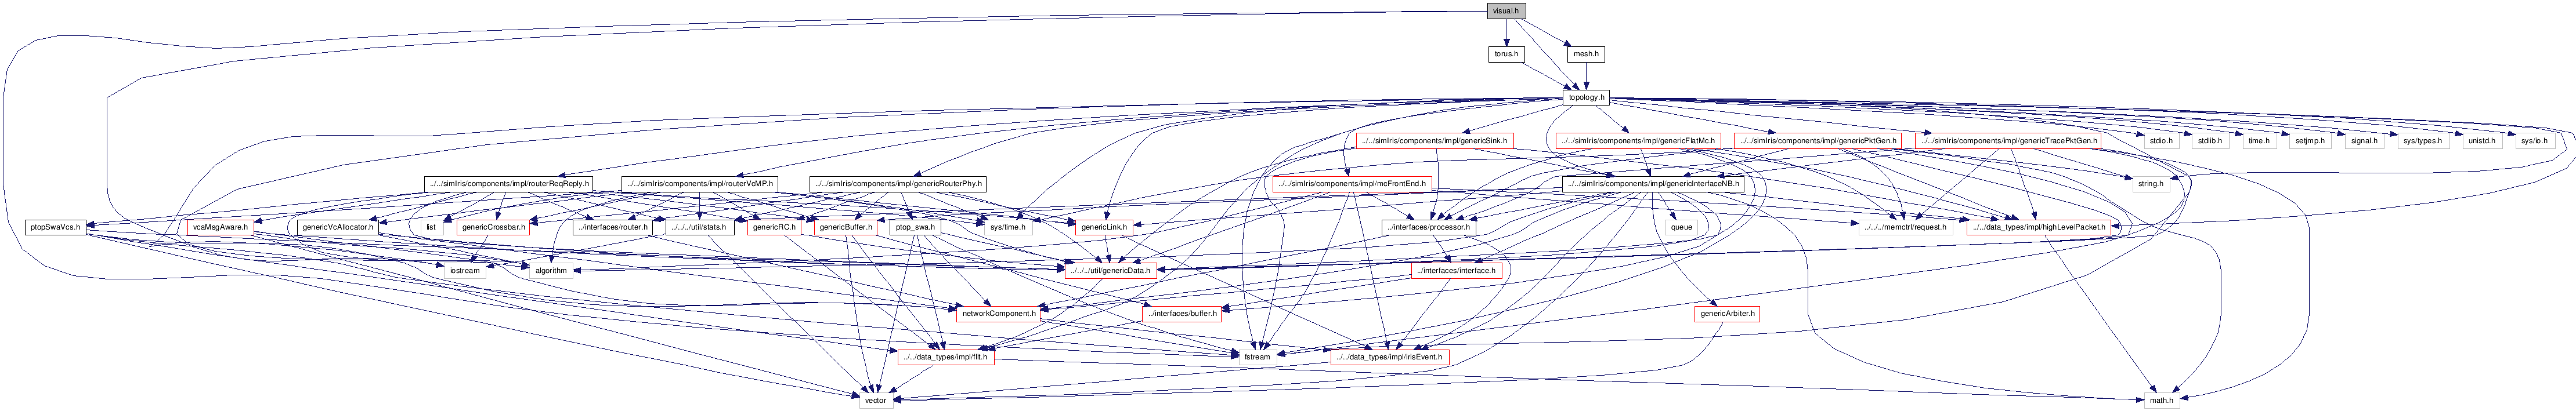 visual.h
torus.h
mesh.h
topology.h
../../simIris/components/impl/genericSink.h
../../simIris/components/impl/genericFlatMc.h
../../simIris/components/impl/genericPktGen.h
../../simIris/components/impl/genericTracePktGen.h
stdio.h
stdlib.h
time.h
setjmp.h
signal.h
sys/types.h
unistd.h
sys/io.h
../../simIris/components/impl/routerReqReply.h
../../simIris/components/impl/routerVcMP.h
../../simIris/components/impl/genericRouterPhy.h
../../simIris/components/impl/mcFrontEnd.h
../../simIris/components/impl/genericInterfaceNB.h
string.h
ptopSwaVcs.h
vcaMsgAware.h
genericVcAllocator.h
list
genericCrossbar.h
../interfaces/router.h
../../../util/stats.h
genericRC.h
genericBuffer.h
ptop_swa.h
sys/time.h
genericLink.h
../interfaces/processor.h
queue
../../../memctrl/request.h
../../data_types/impl/highLevelPacket.h
iostream
algorithm
../../../util/genericData.h
../interfaces/interface.h
networkComponent.h
../interfaces/buffer.h
genericArbiter.h
../../data_types/impl/flit.h
fstream
../../data_types/impl/irisEvent.h
vector
math.h